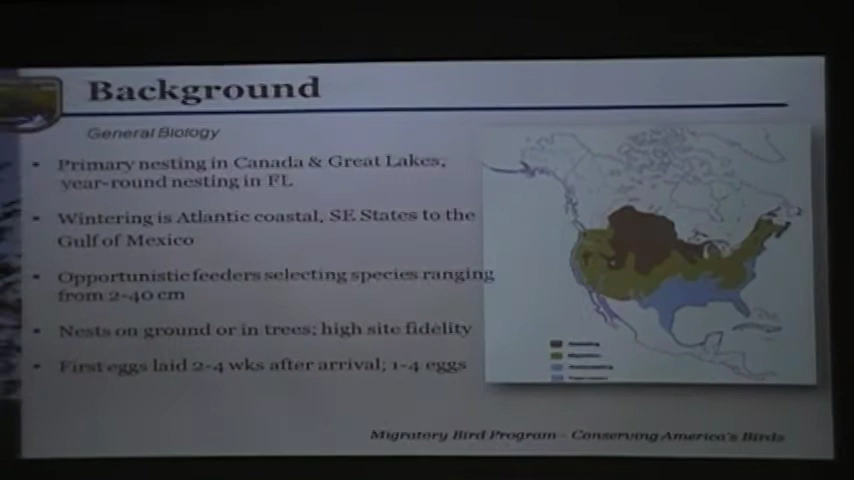 Background
General Biology
Primary nesting in Canada & Great Lakes;
year-round nesting in FL
Wintering is Atlantic coastal, SE States to the
Gulf of Mexico
Opportunistic feeders selecting species ranging
from 2-40 cm
Nests on ground or in trees; high site fidelity
First eggs laid 2-4 wks after arrival; 1-4 eggs
Migratory Bird Program - Conserving America's Birds